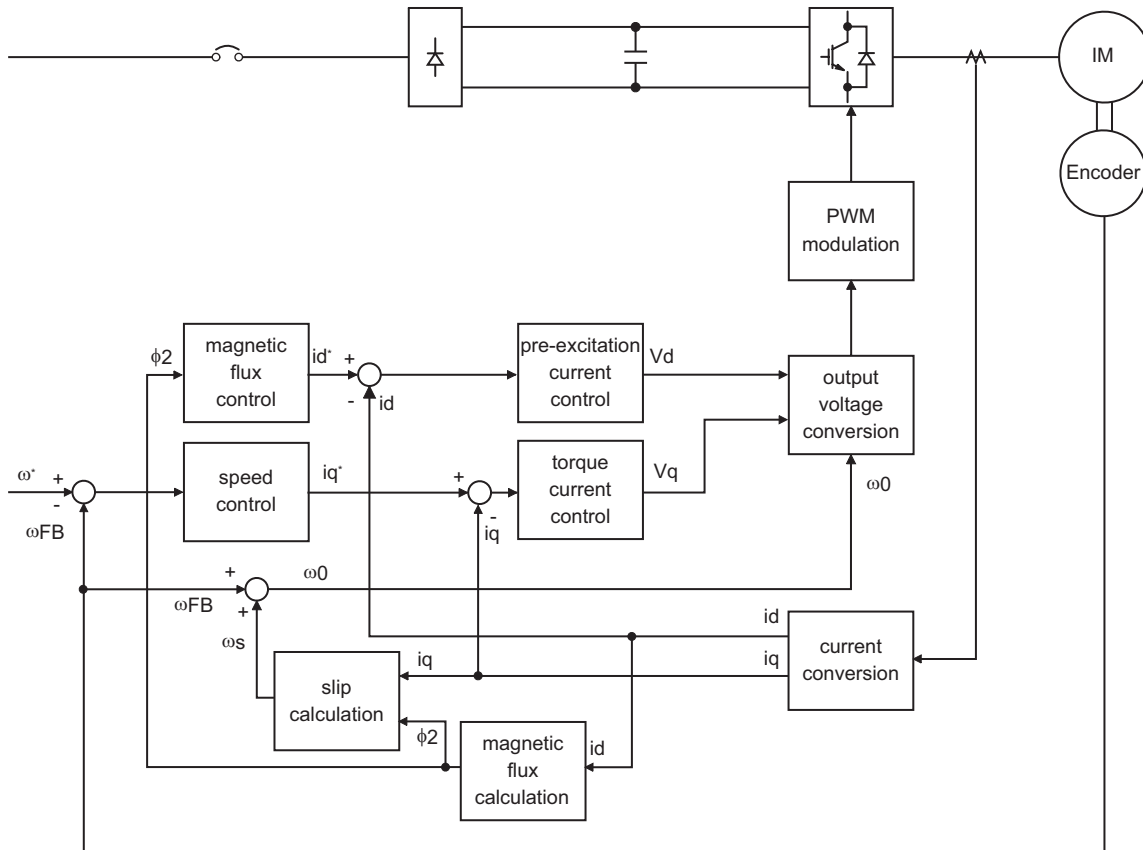 IM
Encoder
PWM
modulation
magnetic
flux
control
pre-excitation
current
control
output
voltage
conversion
ϕ2
id*
+
-
id
Vd
ω*
+
-
ωFB
speed
control
iq*
+
-
iq
torque
current
control
Vq
ω0
+
ωFB
+
ω0
ωs
slip
calculation
iq
ϕ2
id
iq
current
conversion
magnetic
flux
calculation
id